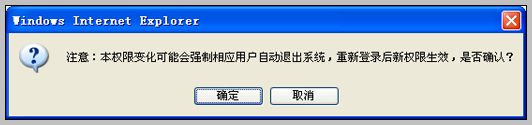 Windows Internet Explorer
注意：本权限变化可能会强制相应用户自动退出系统，重新登录后新权限生效，是否确认？
确定
取消